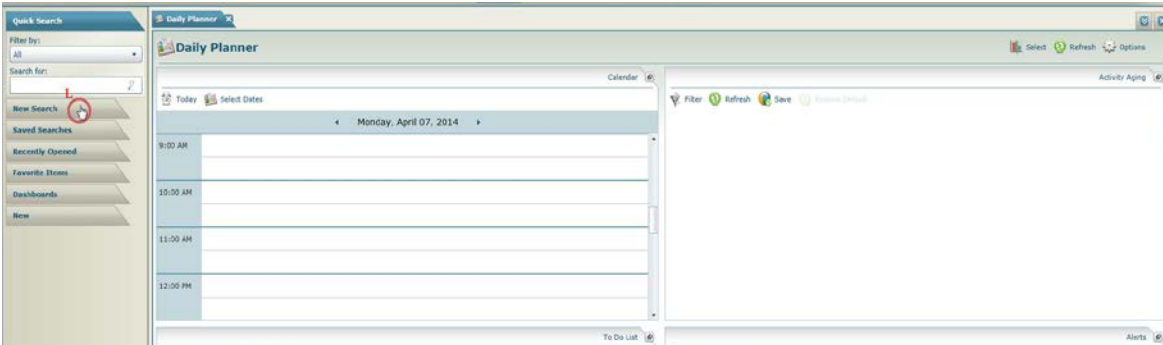 Quick Search
Filter by:
All
Search for:
L
New Search
Saved Searches
Recently Opened
Favorite Items
Dashboards
New
Daily Planner
Daily Planner
Select Refresh Options
Calendar
Today Select Dates
Monday, April 07, 2014
9:00 AM
10:00 AM
11:00 AM
12:00 PM
To Do List
Activity Aging
Filter Refresh Save
Alerts